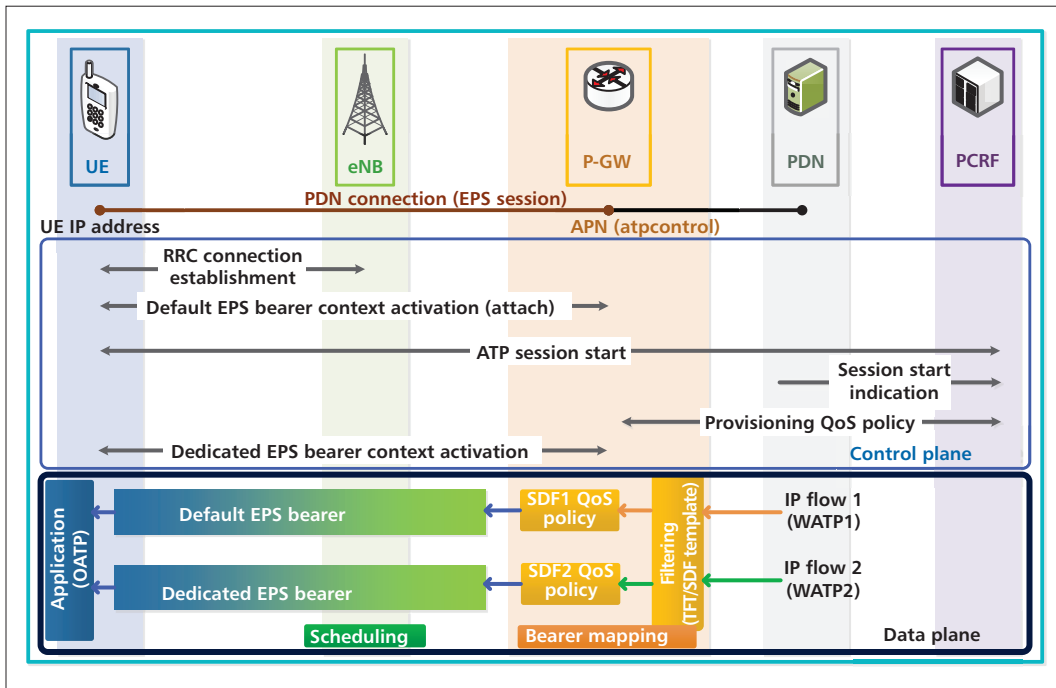 UE
eNB
P-GW
PDN
PCRF
PDN connection (EPS session)
UE IP address
APN (atpcontrol)
RRC connection
establishment
Default EPS bearer context activation (attach)
ATP session start
Session start
indication
Provisioning QoS policy
Dedicated EPS bearer context activation
Control plane
Application
(OATP)
Default EPS bearer
SDF1 QoS
policy
Filtering
(TFT/SDF template)
IP flow 1
(WATP1)
Dedicated EPS bearer
SDF2 QoS
policy
IP flow 2
(WATP2)
Scheduling
Bearer mapping
Data plane